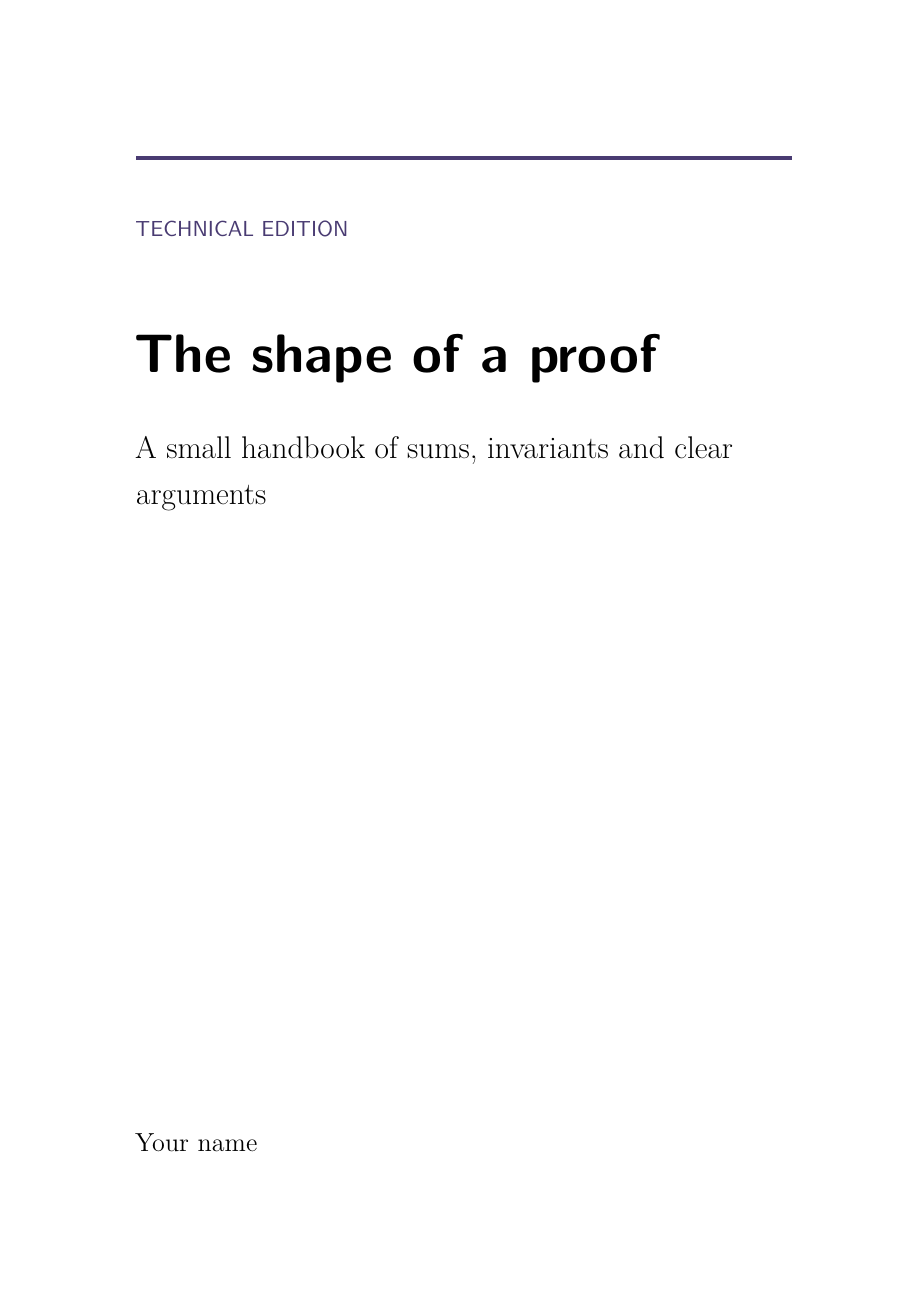 TECHNICAL EDITION
The shape of a proof
A small handbook of sums, invariants and clear
arguments
Your name